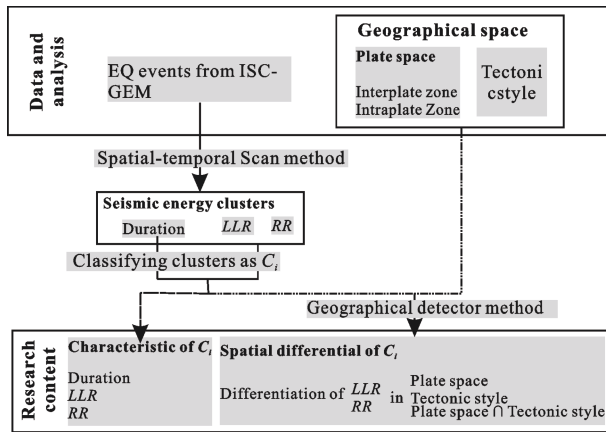 Data and
analysis
EQ events from ISC-
GEM
Geographical space
Plate space
Interplate zone
Intraplate Zone
Tectoni
cstyle
Spatial-temporal Scan method
Seismic energy clusters
Duration LLR RR
Classifying clusters as Ci
Geographical detector method
Research
content
Characteristic of Ci
Duration
LLR
RR
Spatial differential of Ci
Differentiation of LLR RR in
Plate space
Tectonic style
Plate space ∩ Tectonic style